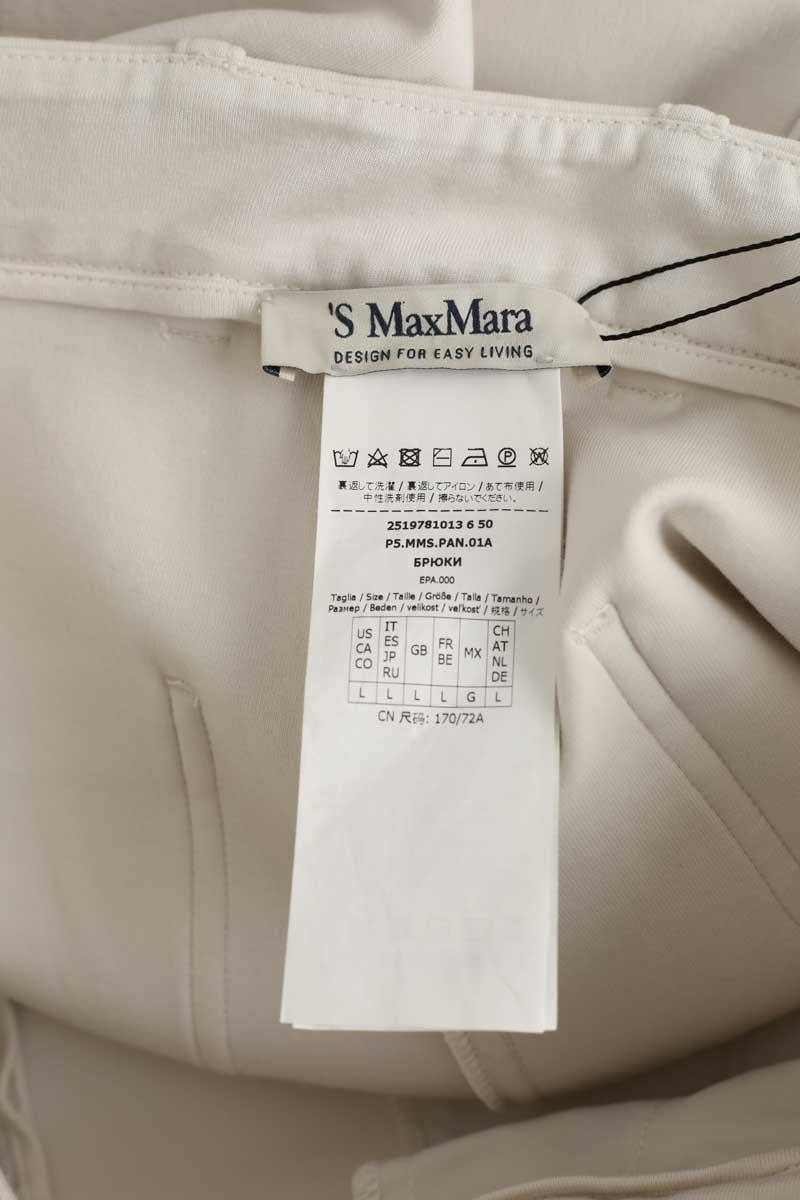 'S MaxMara
DESIGN FOR EASY LIVING
裏返して洗濯 / 裏返してアイロン / あて布使用 /
中性洗剤使用 / 擦らないでください。
2519781013 6 50
P5.MMS.PAN.01A
БРЮКИ
EPA.000
Taglia / Size / Taille / Größe / Talla / Tamanho /
Размер / Beden / velikost / veľkosť / 规格 / サイズ
US CA CO IT ES JP RU GB FR BE MX CH AT NL DE
L L L L G L
CN 尺码: 170/72A